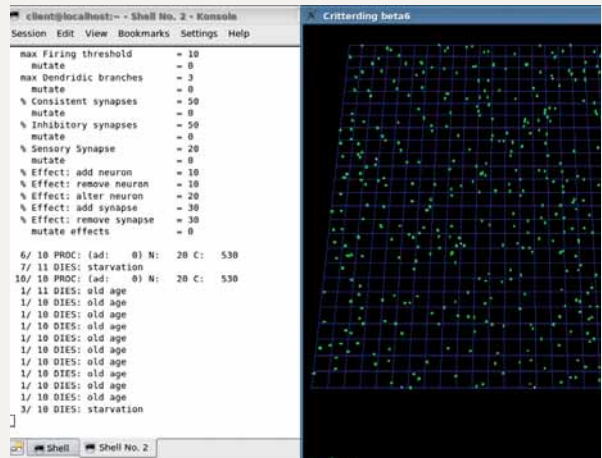 client@localhost:~ - Shell No. 2 - Konsole
Session Edit View Bookmarks Settings Help
max Firing threshold = 10
mutate = 0
max Dendridic branches = 3
mutate = 0
% Consistent synapses = 50
mutate = 0
% Inhibitory synapses = 50
mutate = 0
% Sensory Synapse = 20
mutate = 0
% Effect: add neuron = 10
% Effect: remove neuron = 10
% Effect: alter neuron = 20
% Effect: add synapse = 30
% Effect: remove synapse = 30
mutate effects = 0
6/ 10 PROC: (ad: 0) N: 20 C: 530
7/ 11 DIES: starvation
10/ 10 PROC: (ad: 0) N: 20 C: 530
1/ 11 DIES: old age
1/ 10 DIES: old age
1/ 10 DIES: old age
1/ 10 DIES: old age
1/ 10 DIES: old age
1/ 10 DIES: old age
1/ 10 DIES: old age
1/ 10 DIES: old age
1/ 10 DIES: old age
1/ 10 DIES: old age
3/ 10 DIES: starvation
Shell Shell No. 2
Critterding beta6